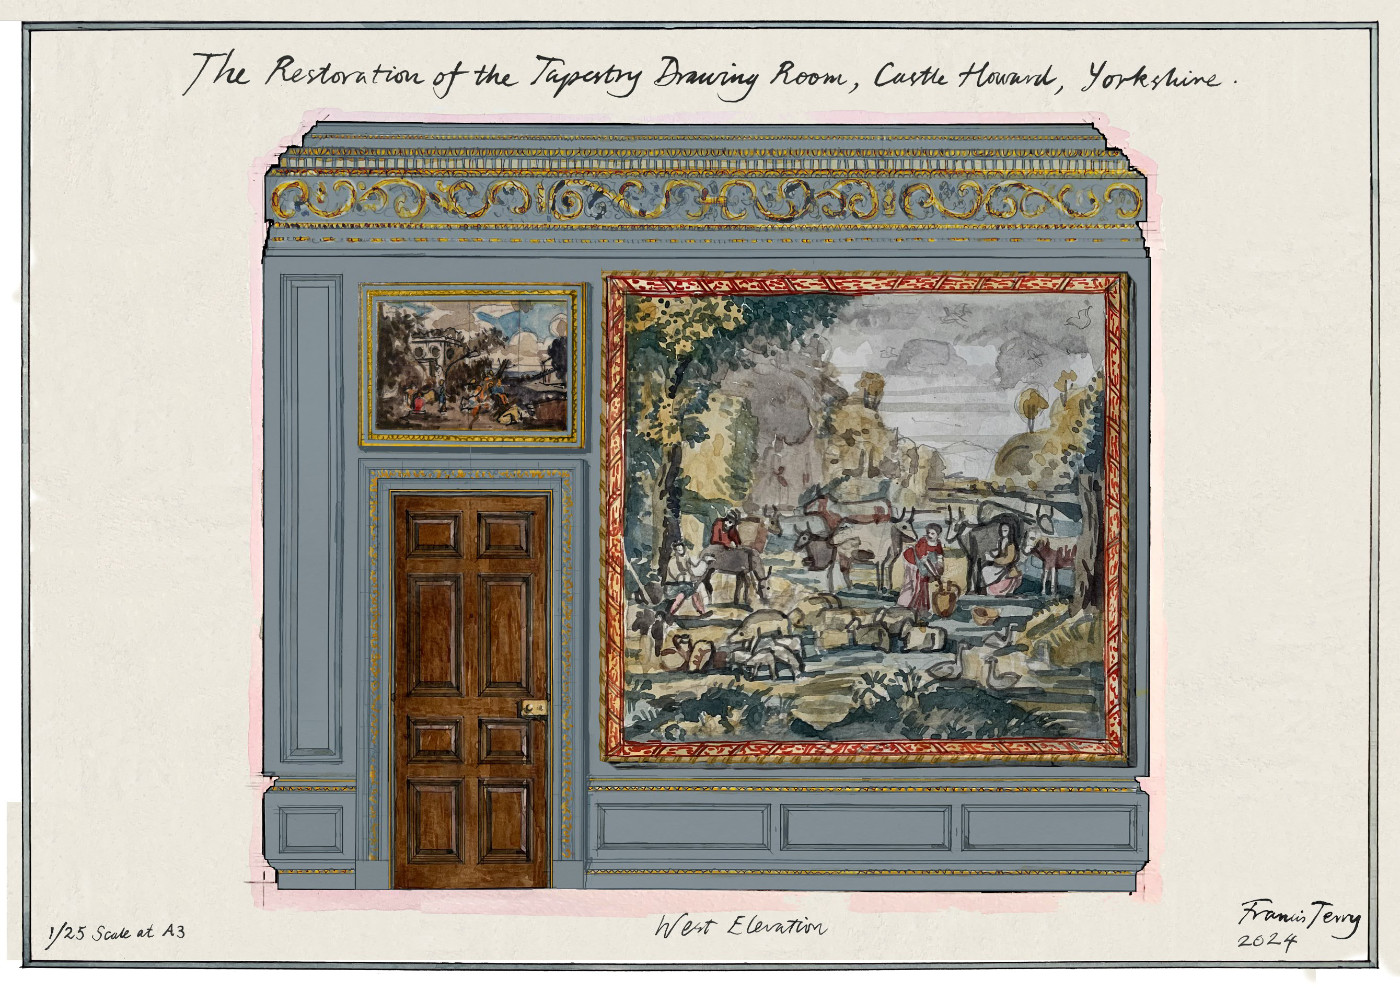 The Restoration of the Tapestry Drawing Room, Castle Howard, Yorkshire.
1/25 Scale at A3
West Elevation
Francis Terry
2024